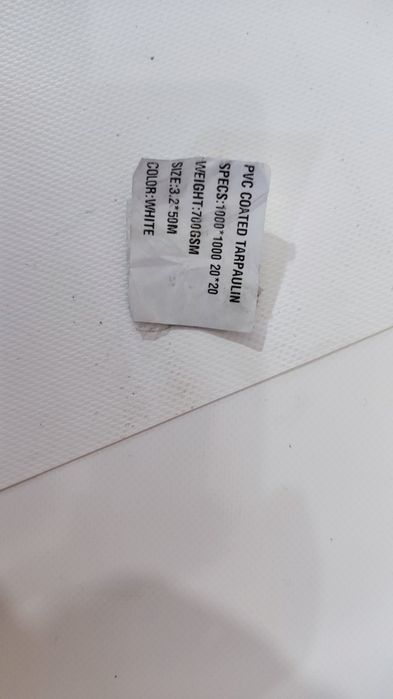 PVC COATED TARPAULIN
SPECS:1000*1000 20*20
WEIGHT:700GSM
SIZE:3.2*50M
COLOR:WHITE